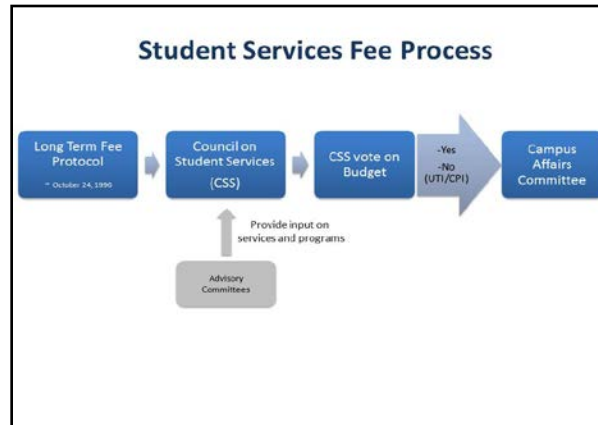 Student Services Fee Process
Long Term Fee
Protocol
- October 24, 1996
Council on
Student Services
(CSS)
CSS vote on
Budget
-Yes
-No
(UTI/CPI)
Campus
Affairs
Committee
Provide input on
services and programs
Advisory
Committees